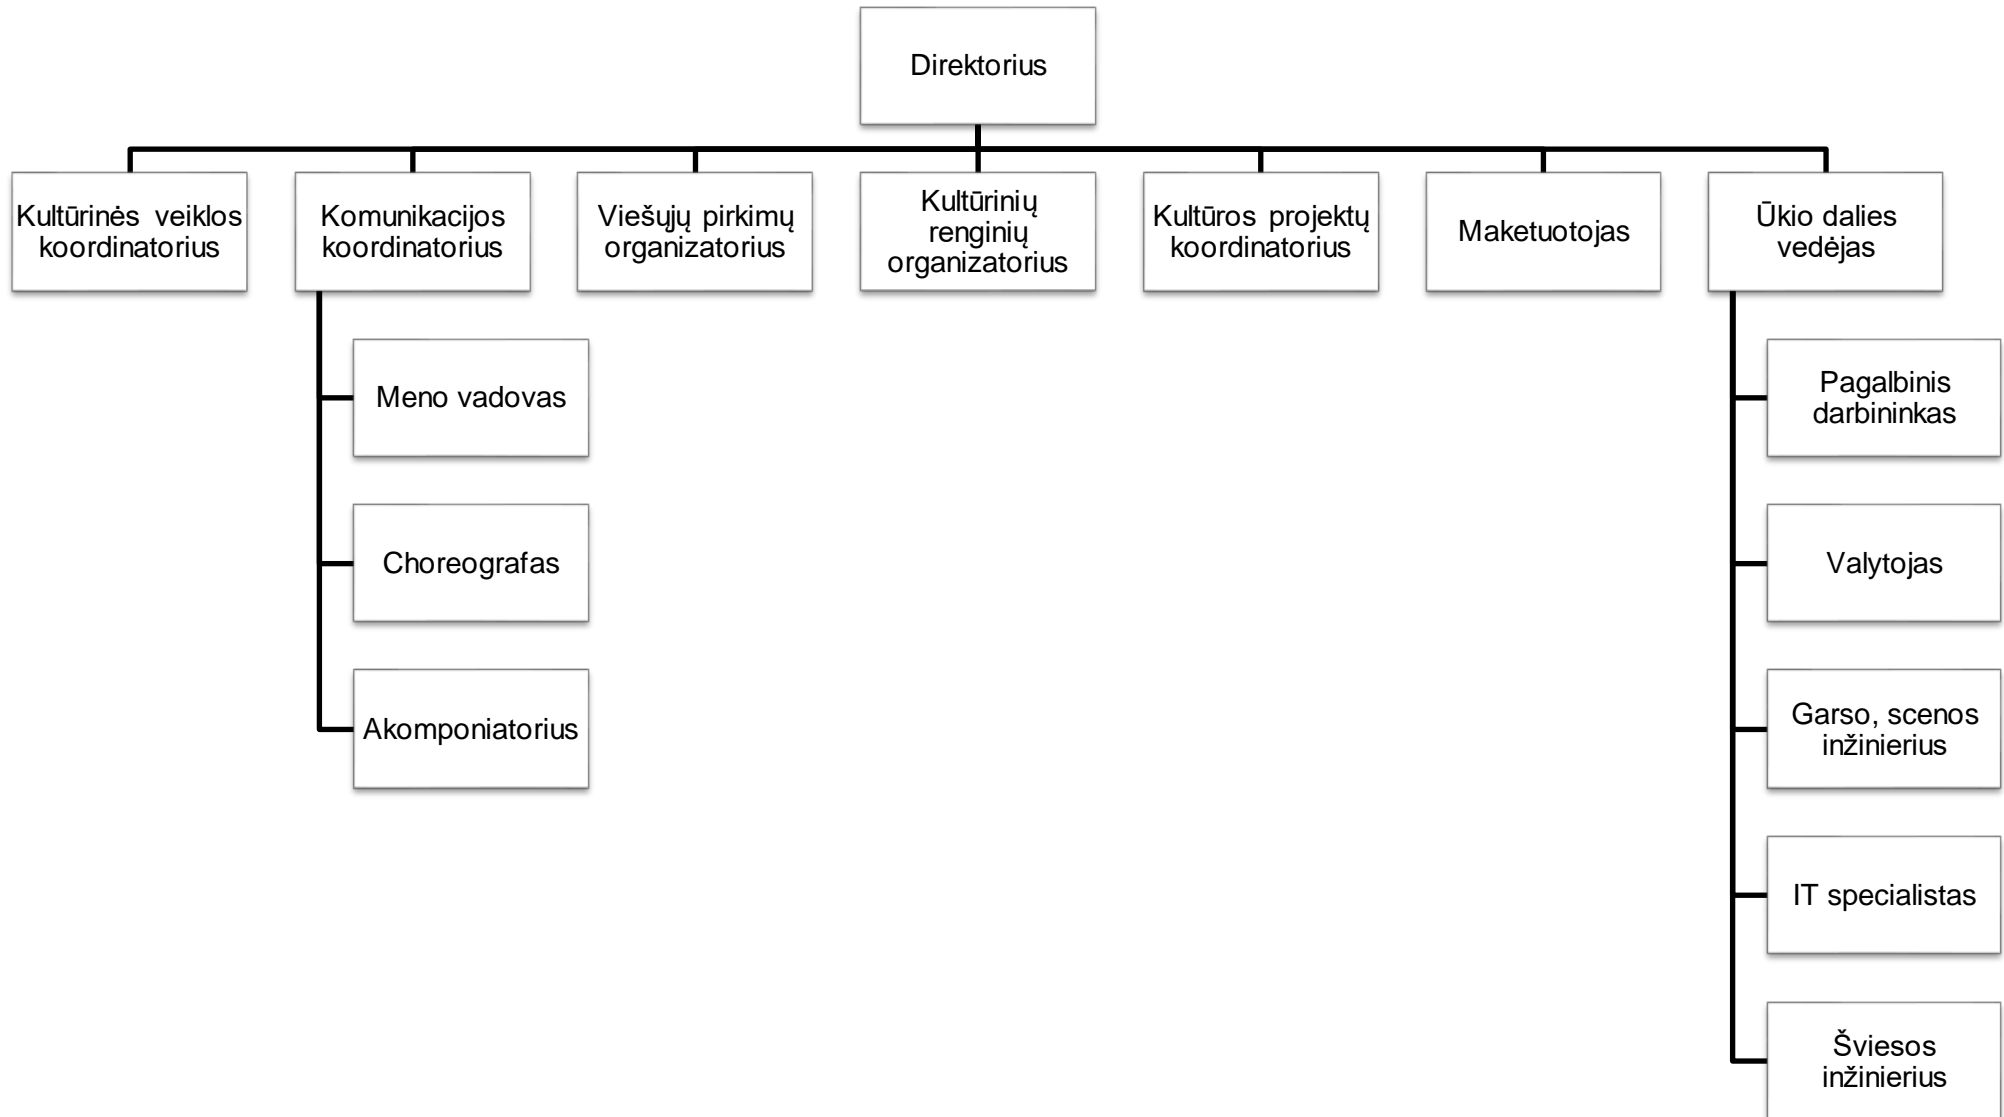 Direktorius
Kultūrinės veiklos
koordinatorius
Komunikacijos
koordinatorius
Viešųjų pirkimų
organizatorius
Kultūrinių
renginių
organizatorius
Kultūros projektų
koordinatorius
Maketuotojas
Ūkio dalies
vedėjas
Meno vadovas
Choreografas
Akomponiatorius
Pagalbinis
darbininkas
Valytojas
Garso, scenos
inžinierius
IT specialistas
Šviesos
inžinierius